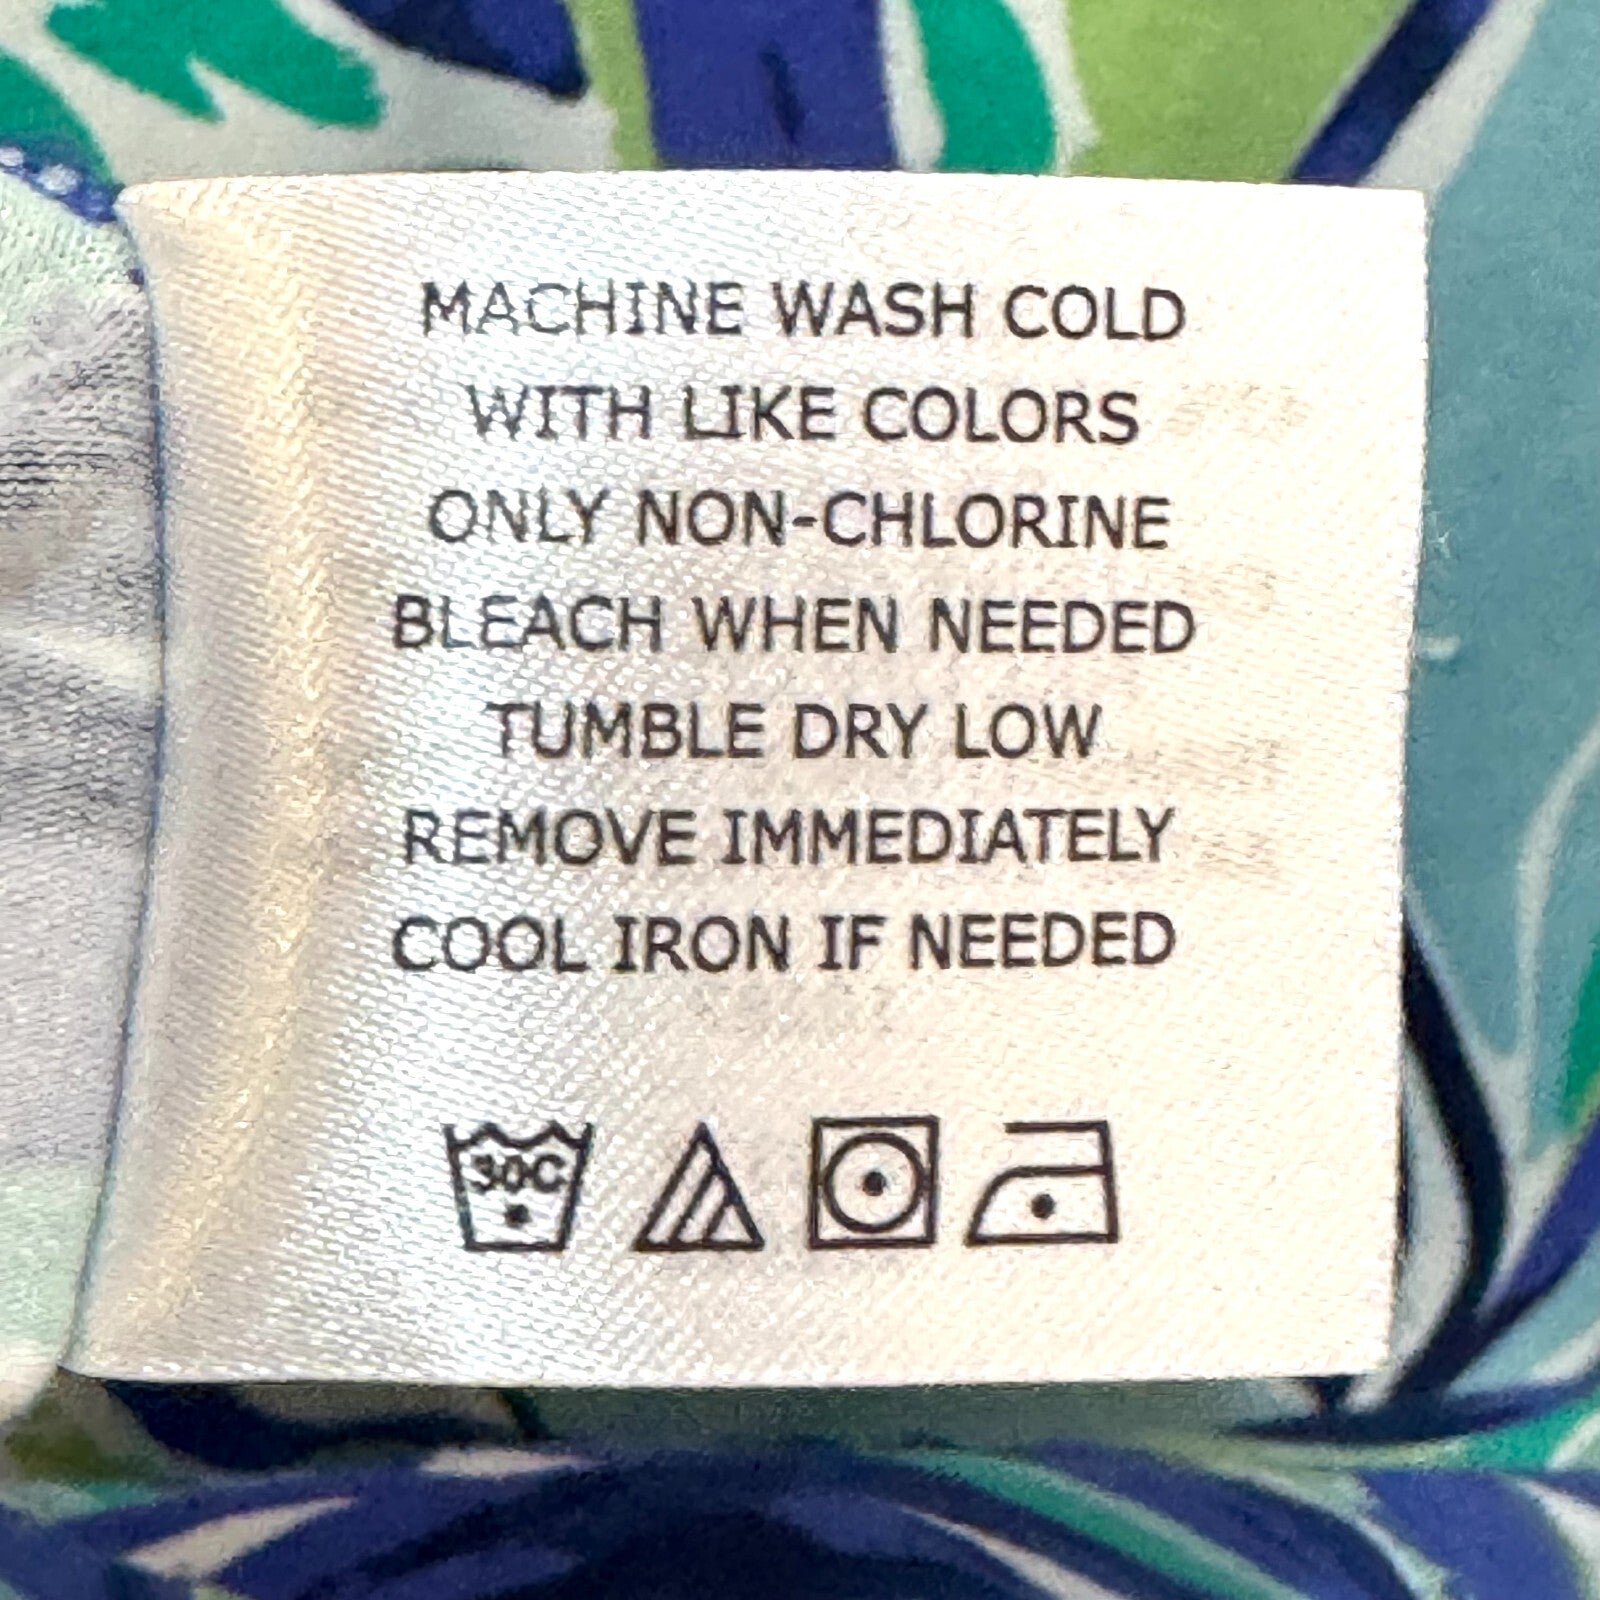 MACHINE WASH COLD
WITH LIKE COLORS
ONLY NON-CHLORINE
BLEACH WHEN NEEDED
TUMBLE DRY LOW
REMOVE IMMEDIATELY
COOL IRON IF NEEDED
30C